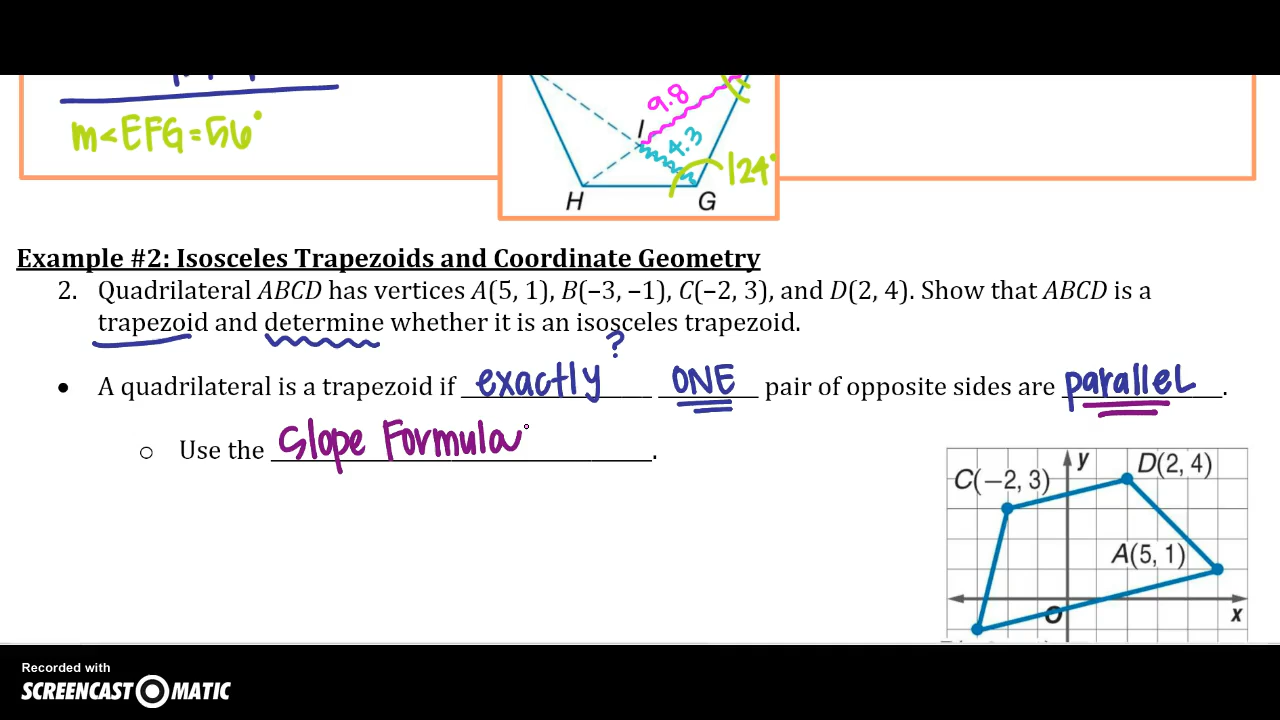 9.8
m<EFG=56°
I
4.3
124°
H
G
Example #2: Isosceles Trapezoids and Coordinate Geometry
2. Quadrilateral ABCD has vertices A(5, 1), B(–3, –1), C(–2, 3), and D(2, 4). Show that ABCD is a
trapezoid and determine whether it is an isosceles trapezoid.
?
• A quadrilateral is a trapezoid if exactly ONE pair of opposite sides are parallel.
o Use the Slope Formula.
C(−2, 3)
y
D(2, 4)
A(5, 1)
O
x
Recorded with
SCREENCAST O MATIC